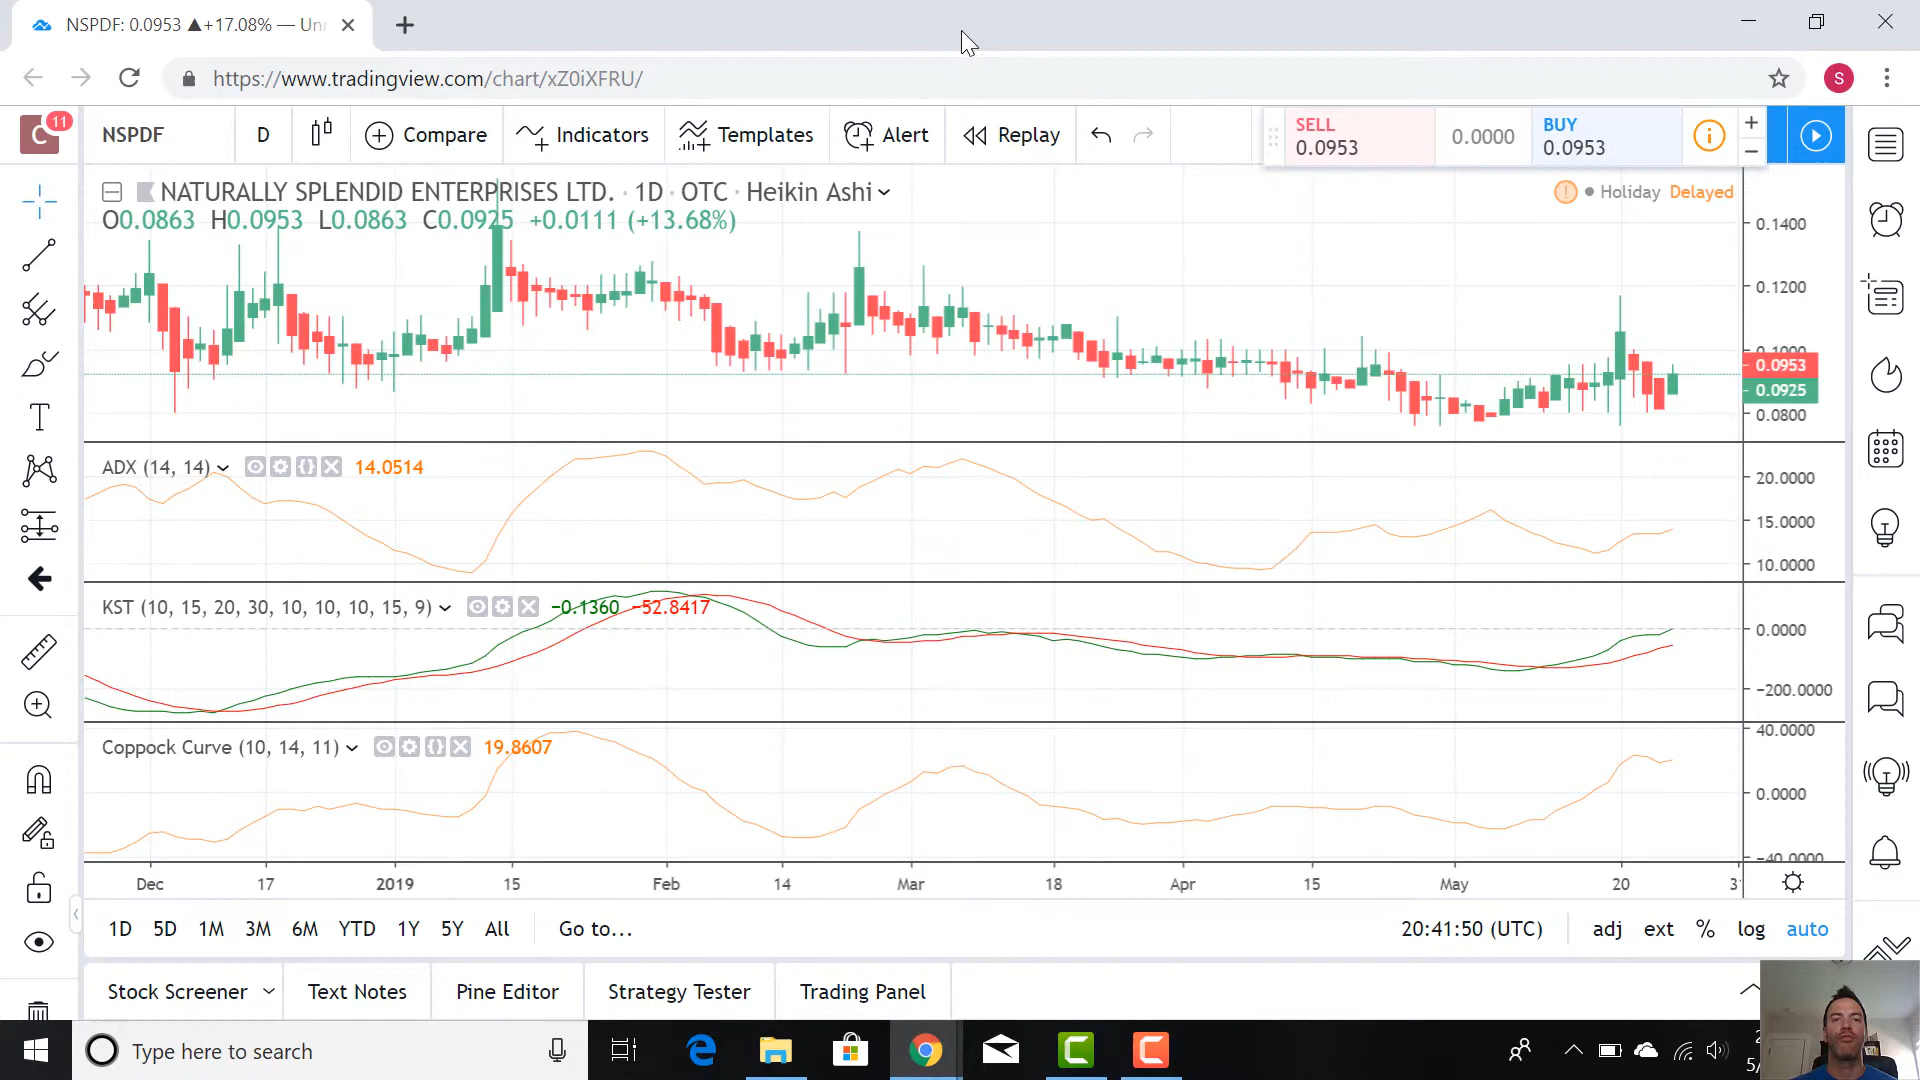 NSPDF: 0.0953 ▲+17.08% — Unr
https://www.tradingview.com/chart/xZ0iXFRU/
S
C 11
NSPDF D Compare Indicators Templates Alert Replay
SELL 0.0953
0.0000
BUY 0.0953
NATURALLY SPLENDID ENTERPRISES LTD. · 1D · OTC · Heikin Ashi
Holiday Delayed
O0.0863 H0.0953 L0.0863 C0.0925 +0.0111 (+13.68%)
0.1400
0.1200
0.1000
0.0953
0.0925
0.0800
ADX (14, 14) 14.0514
20.0000
15.0000
10.0000
KST (10, 15, 20, 30, 10, 10, 10, 15, 9) −0.1360 −52.8417
0.0000
−200.0000
Coppock Curve (10, 14, 11) 19.8607
40.0000
0.0000
−40.0000
Dec 17 2019 15 Feb 14 Mar 18 Apr 15 May 20
1D 5D 1M 3M 6M YTD 1Y 5Y All Go to...
20:41:50 (UTC) adj ext % log auto
Stock Screener Text Notes Pine Editor Strategy Tester Trading Panel
Type here to search